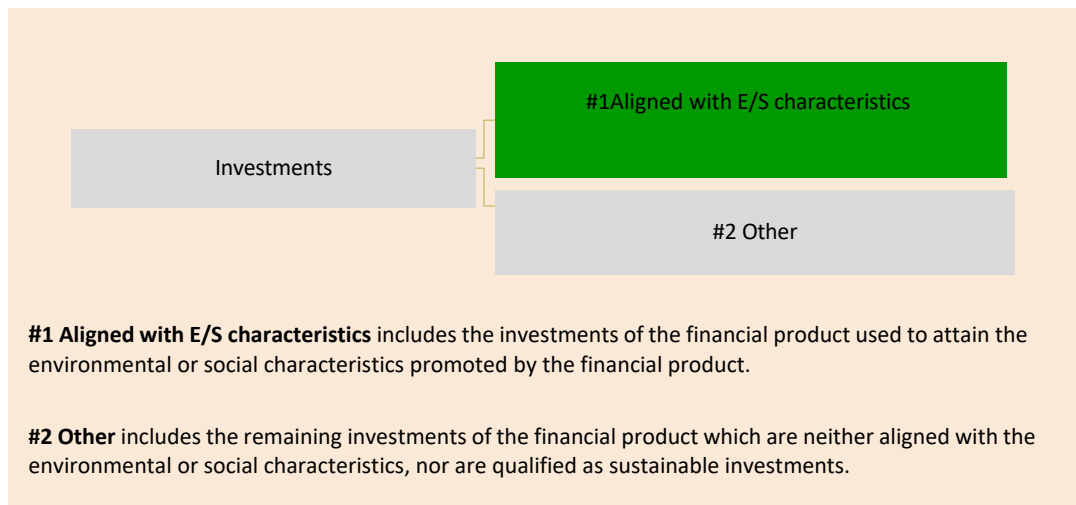 #1Aligned with E/S characteristics
Investments
#2 Other
#1 Aligned with E/S characteristics includes the investments of the financial product used to attain the
environmental or social characteristics promoted by the financial product.
#2 Other includes the remaining investments of the financial product which are neither aligned with the
environmental or social characteristics, nor are qualified as sustainable investments.